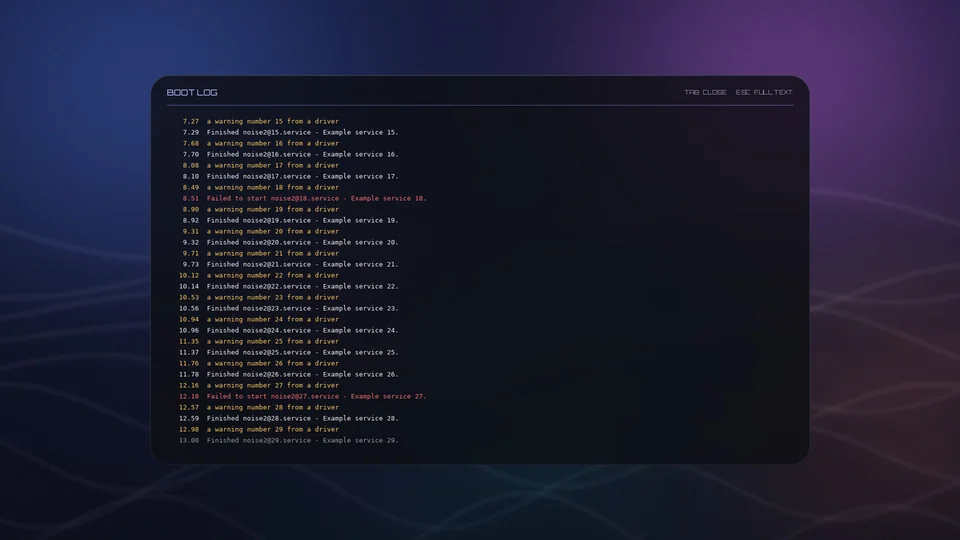 BOOT LOG
TAB CLOSE ESC FULL TEXT
7.27 a warning number 15 from a driver
7.29 Finished noise2@15.service - Example service 15.
7.68 a warning number 16 from a driver
7.70 Finished noise2@16.service - Example service 16.
8.08 a warning number 17 from a driver
8.10 Finished noise2@17.service - Example service 17.
8.49 a warning number 18 from a driver
8.51 Failed to start noise2@18.service - Example service 18.
8.90 a warning number 19 from a driver
8.92 Finished noise2@19.service - Example service 19.
9.31 a warning number 20 from a driver
9.32 Finished noise2@20.service - Example service 20.
9.71 a warning number 21 from a driver
9.73 Finished noise2@21.service - Example service 21.
10.12 a warning number 22 from a driver
10.14 Finished noise2@22.service - Example service 22.
10.53 a warning number 23 from a driver
10.56 Finished noise2@23.service - Example service 23.
10.94 a warning number 24 from a driver
10.96 Finished noise2@24.service - Example service 24.
11.35 a warning number 25 from a driver
11.37 Finished noise2@25.service - Example service 25.
11.76 a warning number 26 from a driver
11.78 Finished noise2@26.service - Example service 26.
12.16 a warning number 27 from a driver
12.18 Failed to start noise2@27.service - Example service 27.
12.57 a warning number 28 from a driver
12.59 Finished noise2@28.service - Example service 28.
12.98 a warning number 29 from a driver
13.00 Finished noise2@29.service - Example service 29.